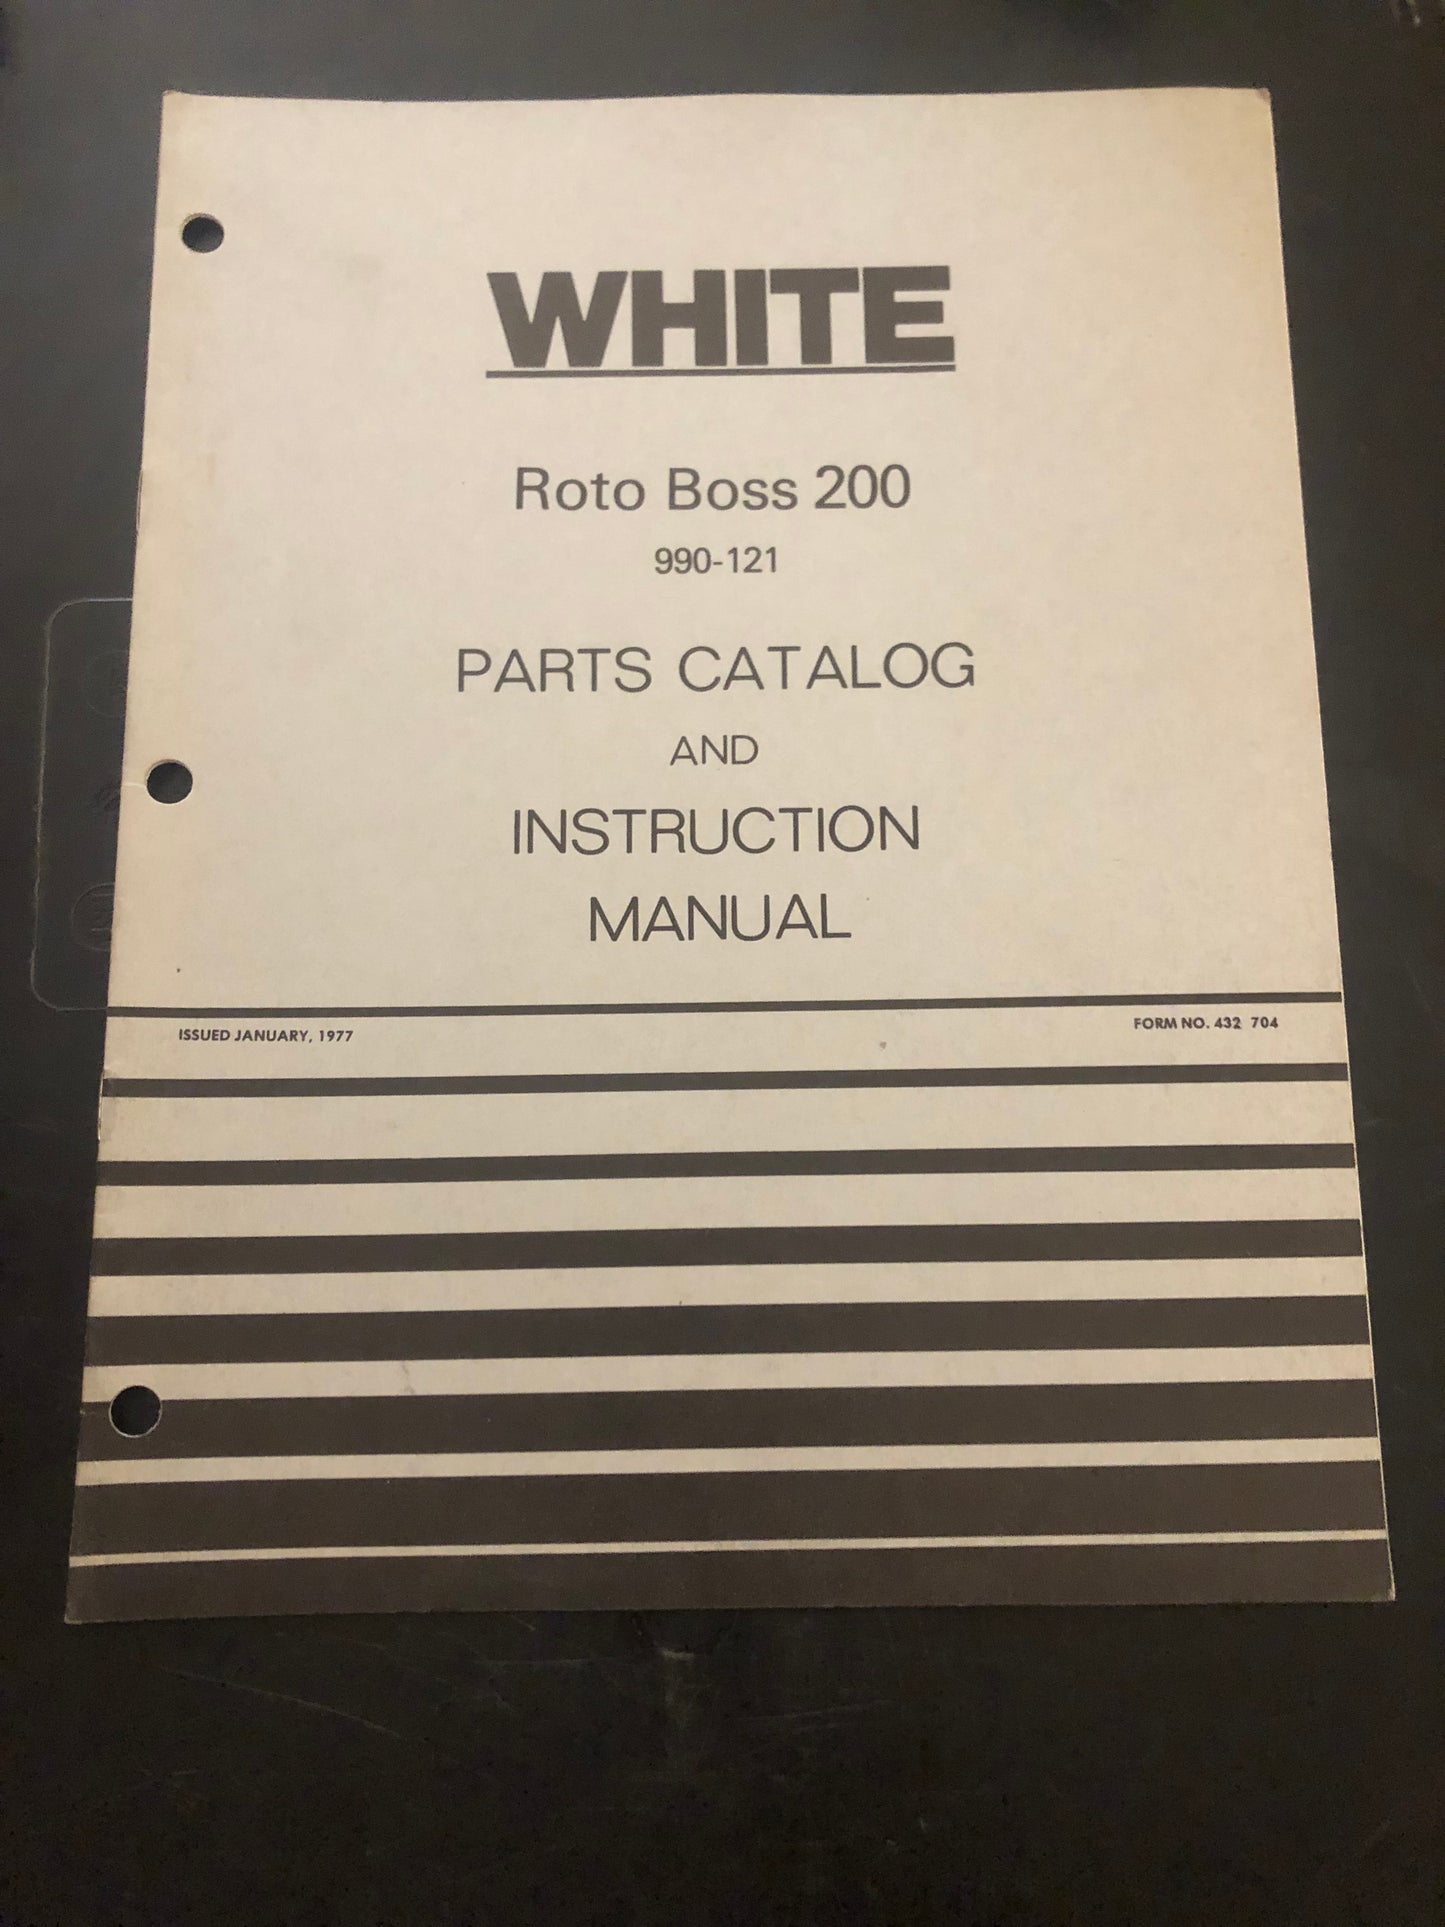 WHITE
Roto Boss 200
990-121
PARTS CATALOG
AND
INSTRUCTION
MANUAL
ISSUED JANUARY, 1977
FORM NO. 432 704